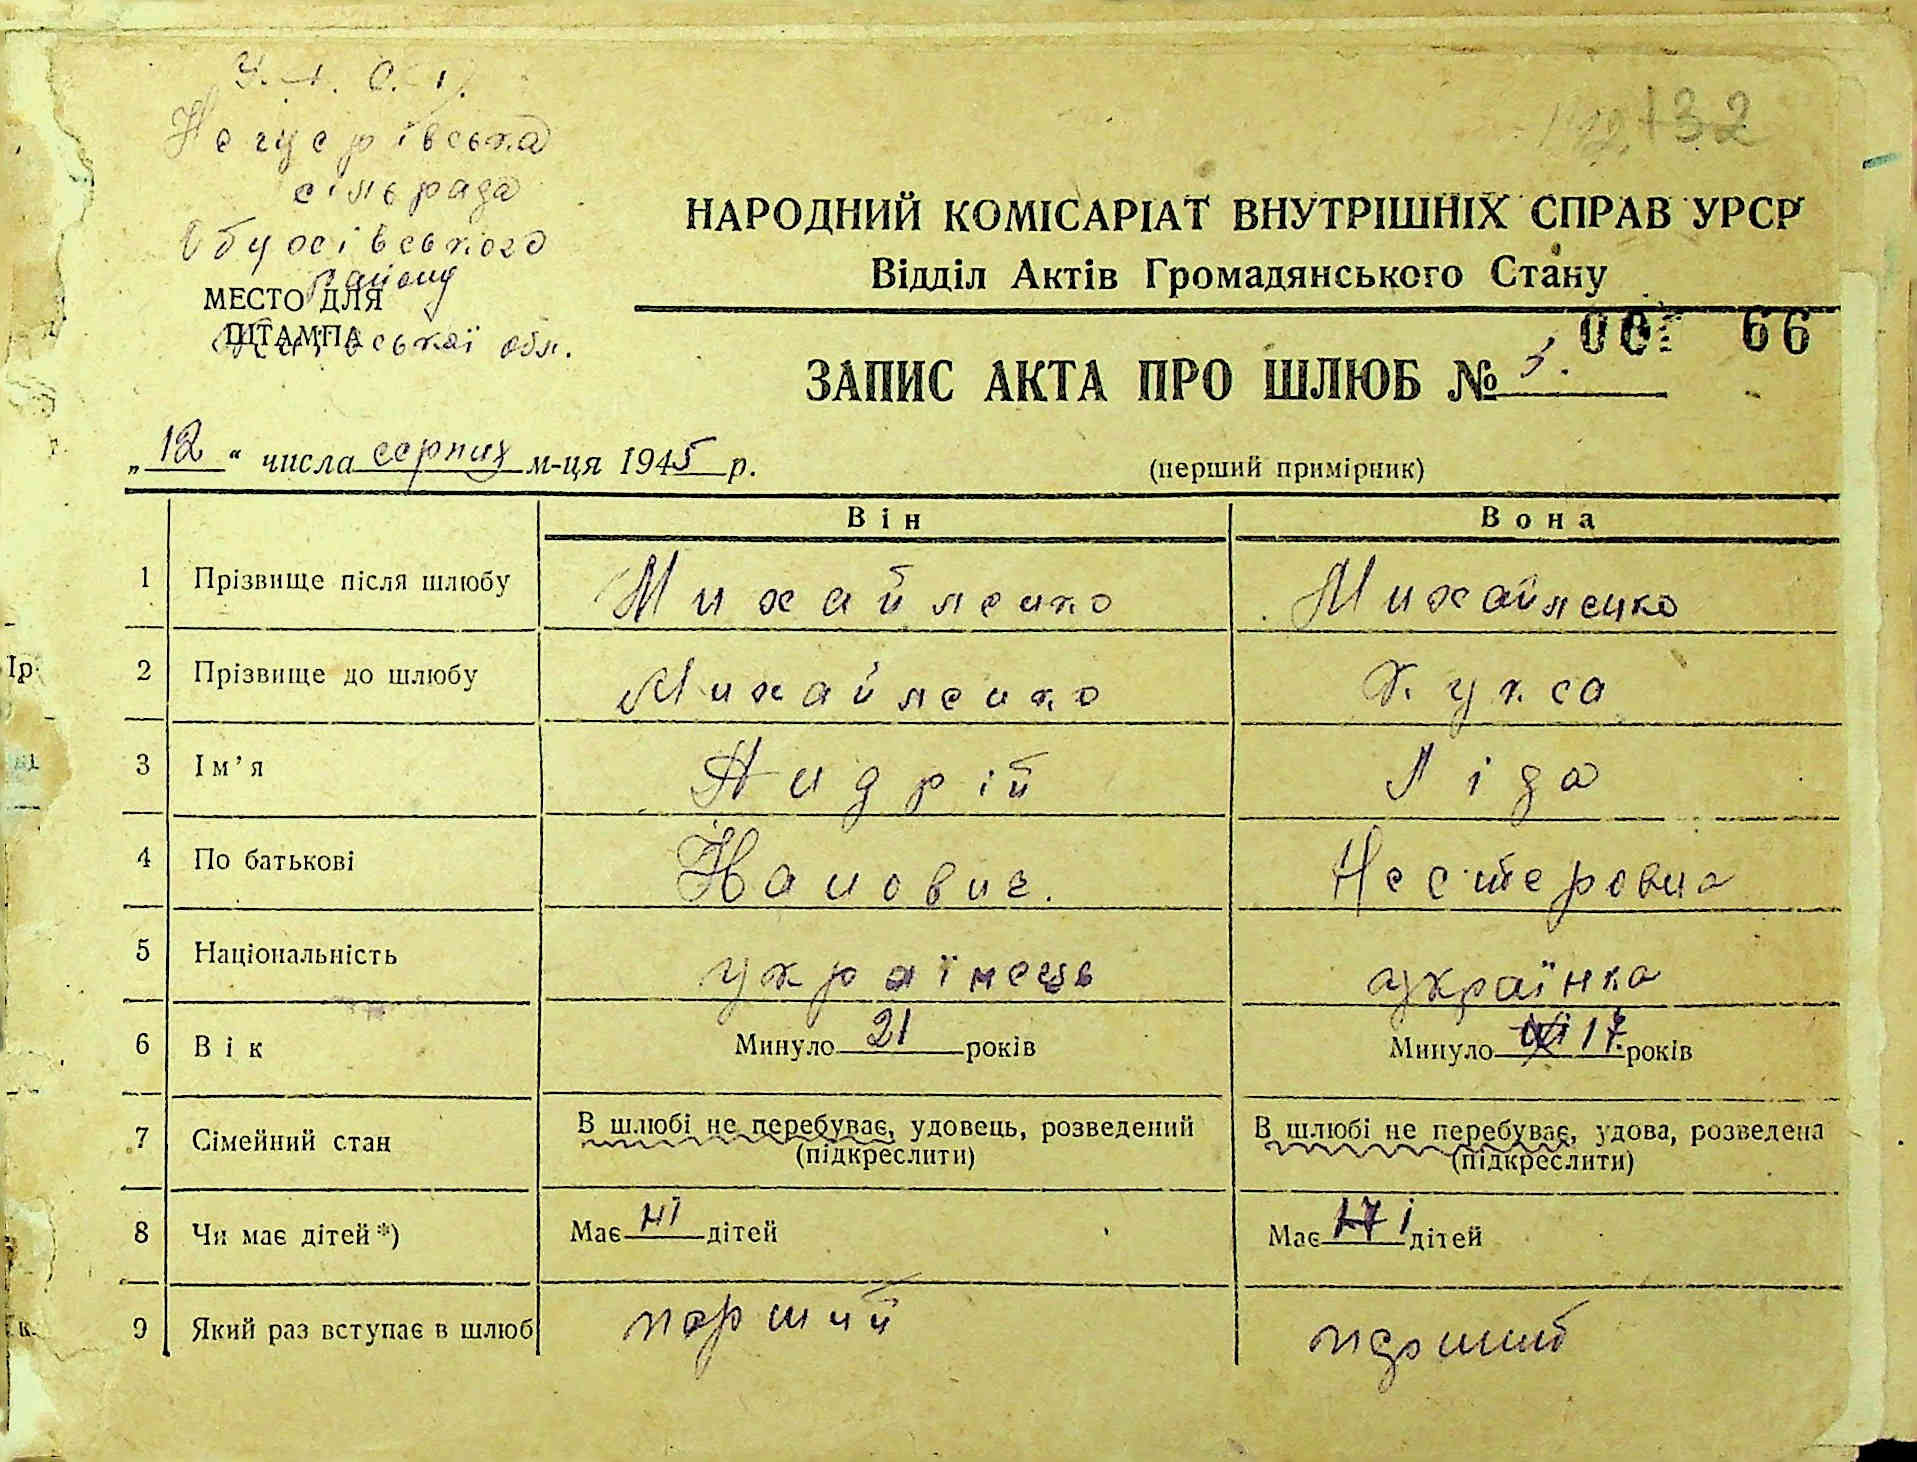 У.Р.С.Р.
сільрада
Обухівського
району
МЕСТО ДЛЯ
ШТАМПА
Київської обл.
132
НАРОДНИЙ КОМІСАРІАТ ВНУТРІШНІХ СПРАВ УРСР
Відділ Актів Громадянського Стану
66
ЗАПИС АКТА ПРО ШЛЮБ № 5.
„12“ числа серпня м-ця 1945 р.
(перший примірник)
Він Вона
1 Прізвище після шлюбу Михайленко Михайленко
2 Прізвище до шлюбу Михайленко Кукса
3 Ім’я Андрій Ліда
4 По батькові Йванович. Нестеровна
5 Національність українець українка
6 Вік Минуло 21 років Минуло 17 років
7 Сімейний стан В шлюбі не перебуває, удовець, розведений (підкреслити) В шлюбі не перебуває, удова, розведена (підкреслити)
8 Чи має дітей*) Має ні дітей Має ні дітей
9 Який раз вступає в шлюб перший перший